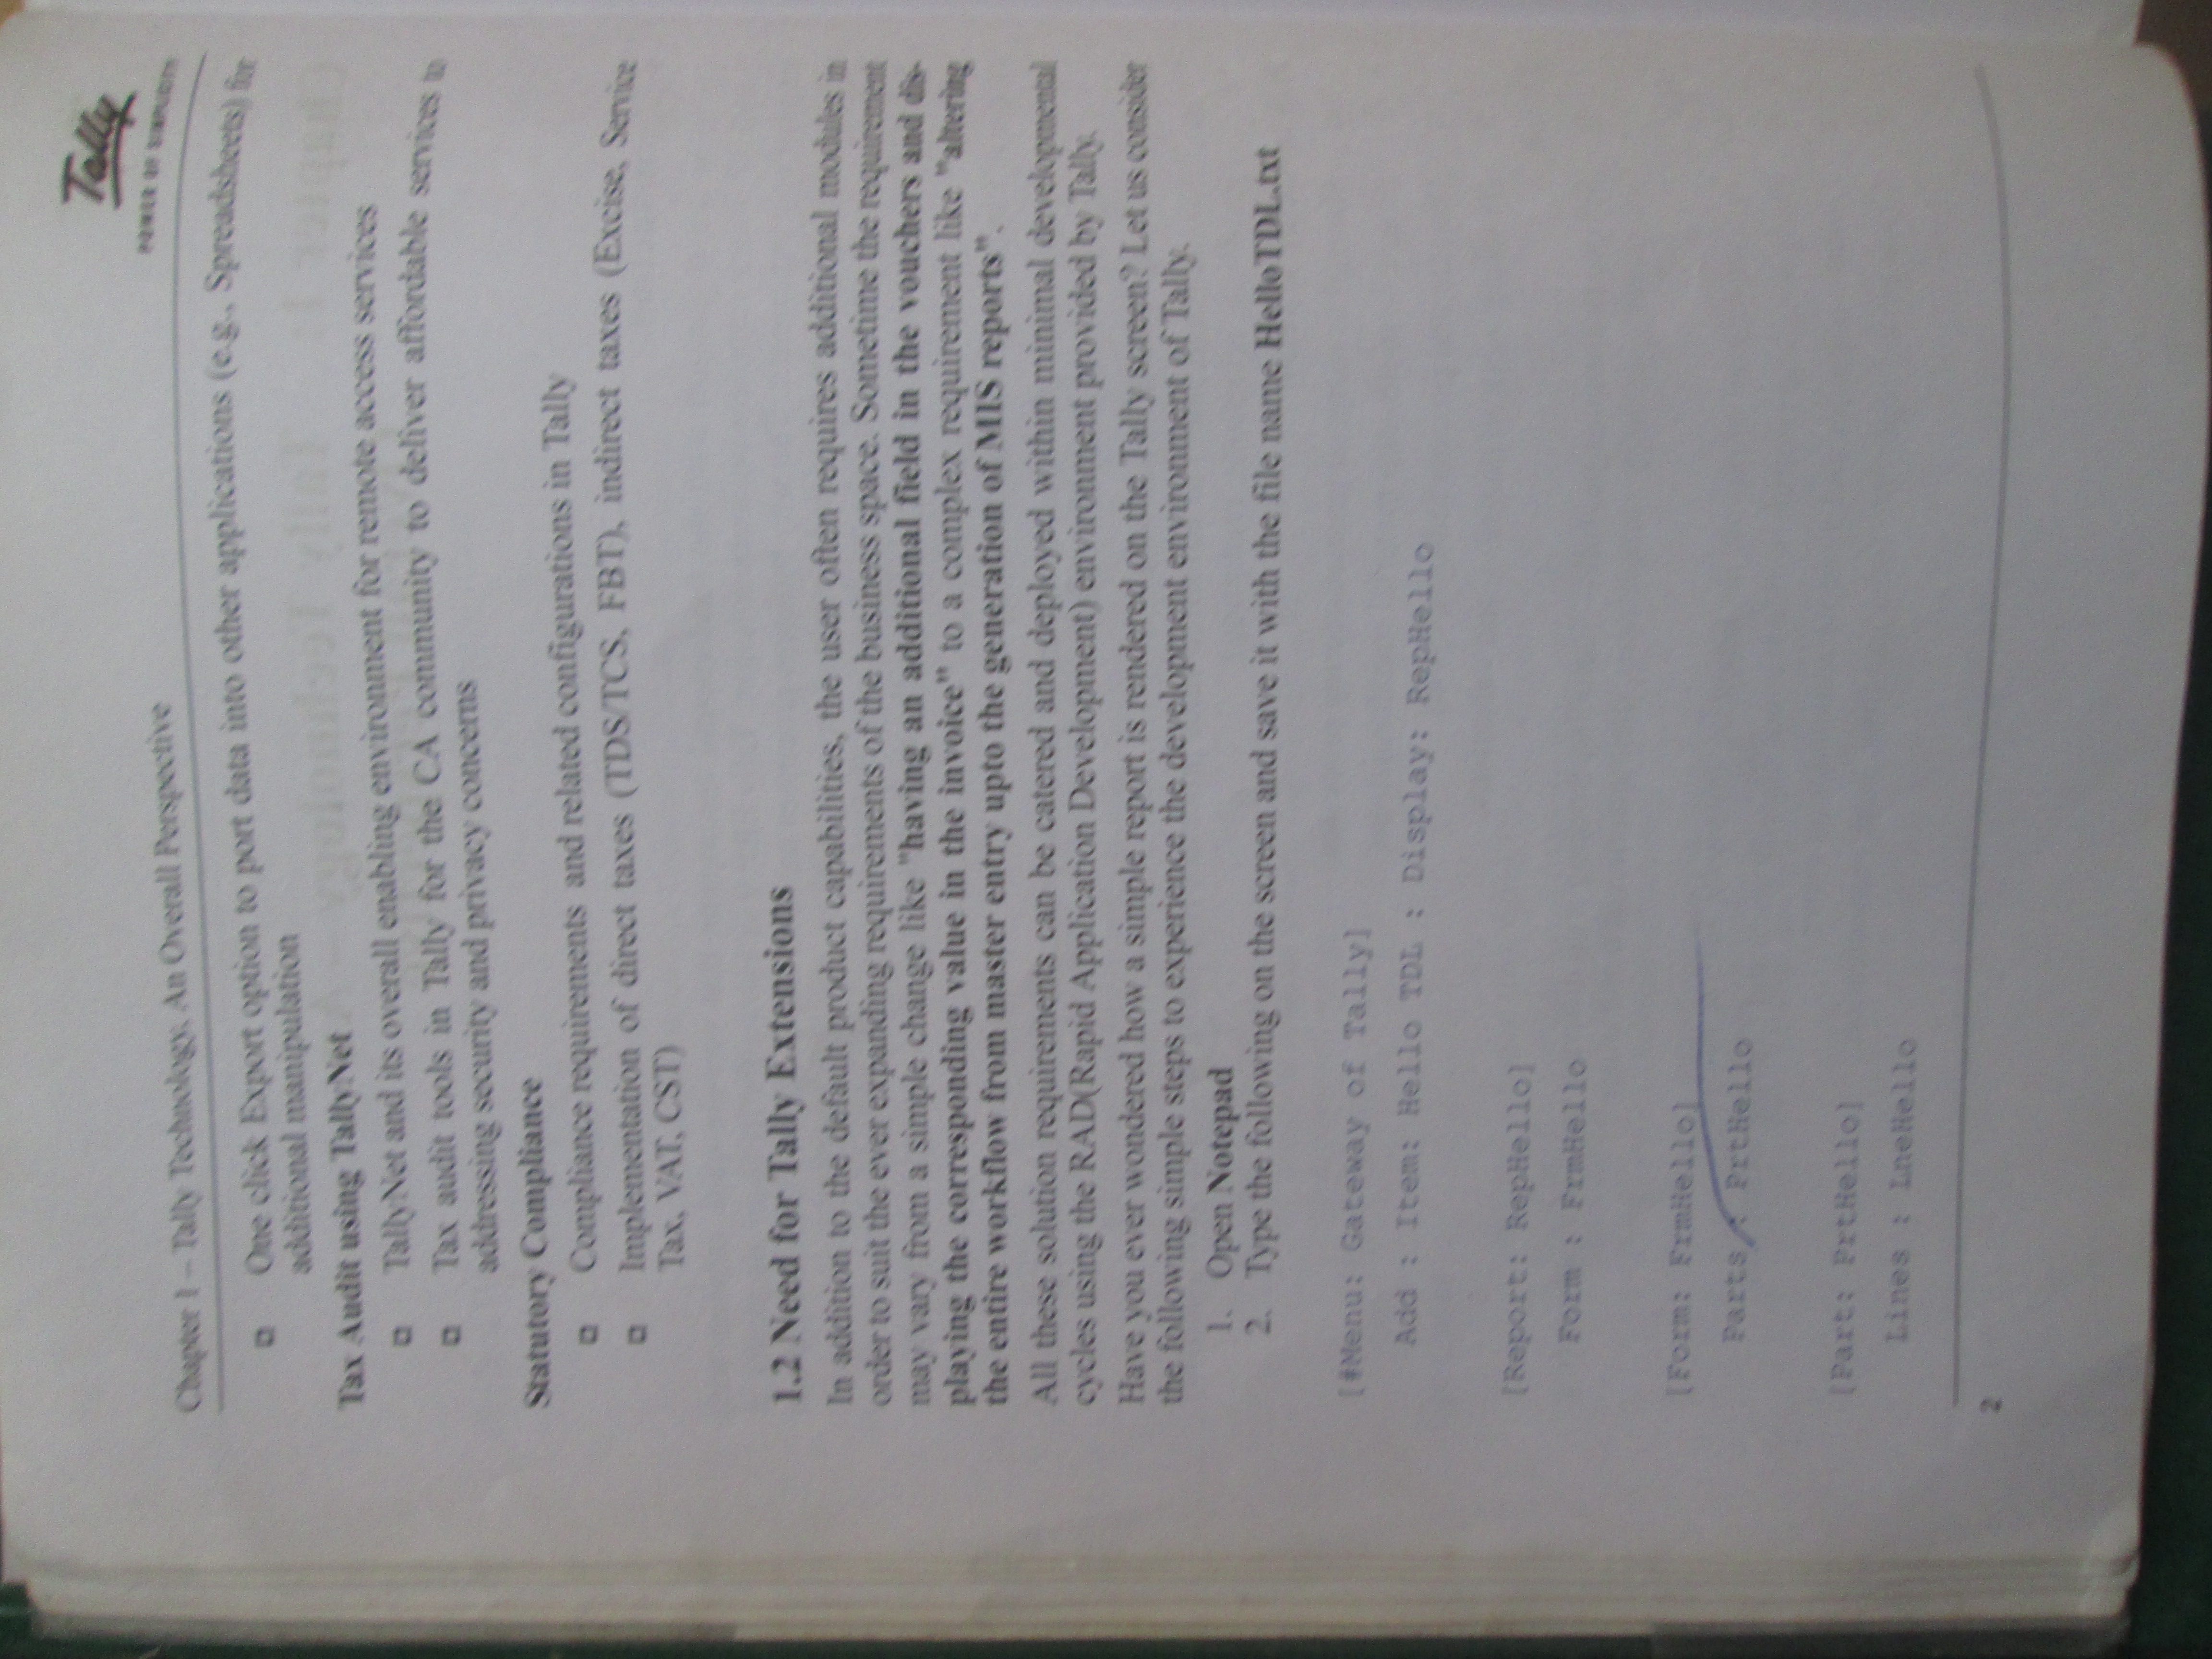 Tally
POWER OF SIMPLICITY
Chapter 1 – Tally Technology, An Overall Perspective
One click Export option to port data into other applications (e.g., Spreadsheets) for
additional manipulation
Tax Audit using Tally.Net
Tally.Net and its overall enabling environment for remote access services
Tax audit tools in Tally for the CA community to deliver affordable services to
addressing security and privacy concerns
Statutory Compliance
Compliance requirements and related configurations in Tally
Implementation of direct taxes (TDS/TCS, FBT), indirect taxes (Excise, Service
Tax, VAT, CST)
1.2 Need for Tally Extensions
In addition to the default product capabilities, the user often requires additional modules in
order to suit the ever expanding requirements of the business space. Sometime the requirement
may vary from a simple change like "having an additional field in the vouchers and dis-
playing the corresponding value in the invoice" to a complex requirement like "altering
the entire workflow from master entry upto the generation of MIS reports".
All these solution requirements can be catered and deployed within minimal developmental
cycles using the RAD(Rapid Application Development) environment provided by Tally.
Have you ever wondered how a simple report is rendered on the Tally screen? Let us consider
the following simple steps to experience the development environment of Tally.
1. Open Notepad
2. Type the following on the screen and save it with the file name HelloTDL.txt
[#Menu: Gateway of Tally]
Add : Item: Hello TDL : Display: RepHello
[Report: RepHello]
Form : FrmHello
[Form: FrmHello]
Parts : PrtHello
[Part: PrtHello]
Lines : LneHello
2